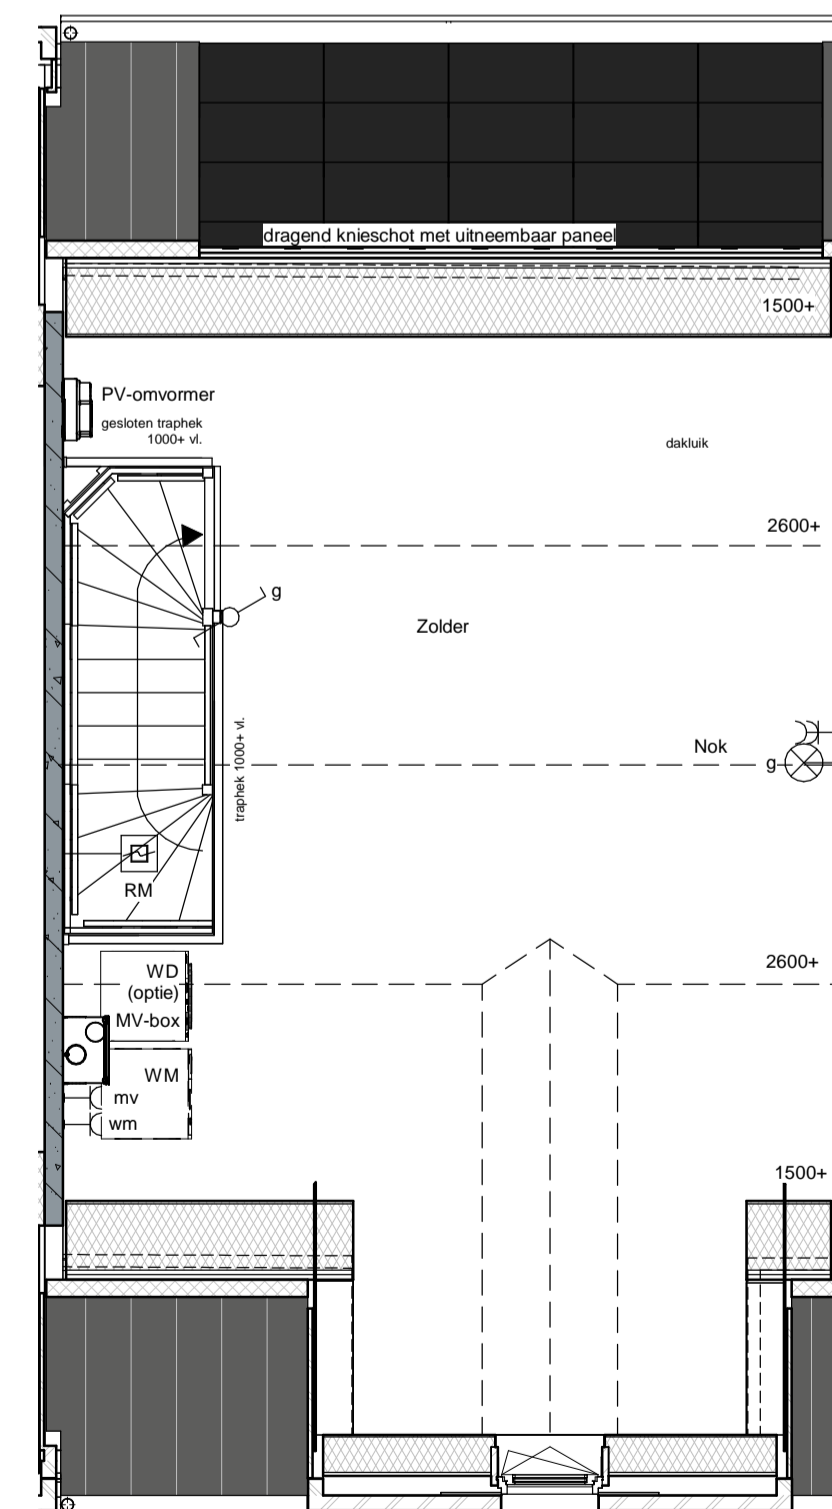 dragend knieschot met uitneembaar paneel
1500+
PV-omvormer
gesloten traphek
1000+ vl.
dakluik
2600+
g
Zolder
traphek 1000+ vl.
Nok
g
RM
2600+
WD
(optie)
MV-box
WM
mv
wm
1500+